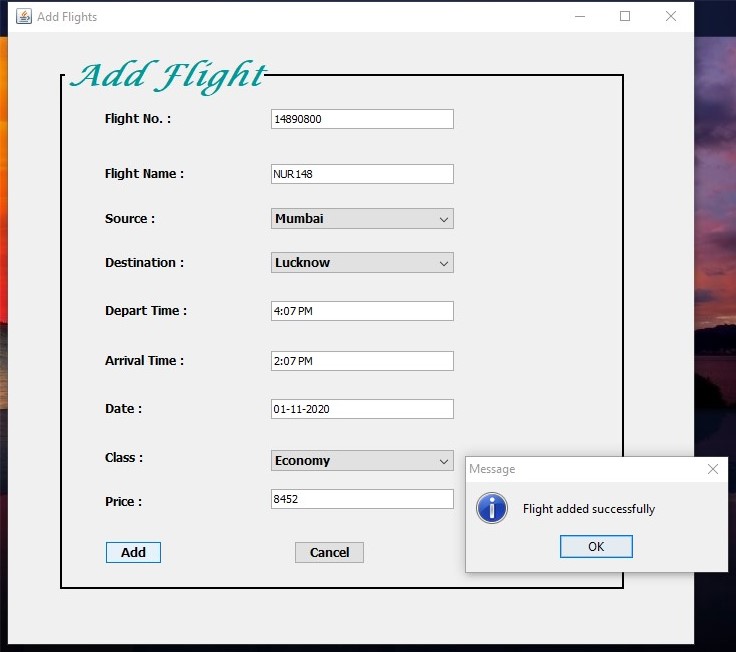 Add Flights
Add Flight
Flight No. : 14890800
Flight Name : NUR148
Source : Mumbai
Destination : Lucknow
Depart Time : 4:07 PM
Arrival Time : 2:07 PM
Date : 01-11-2020
Class : Economy
Price : 8452
Add Cancel
Message
Flight added successfully
OK